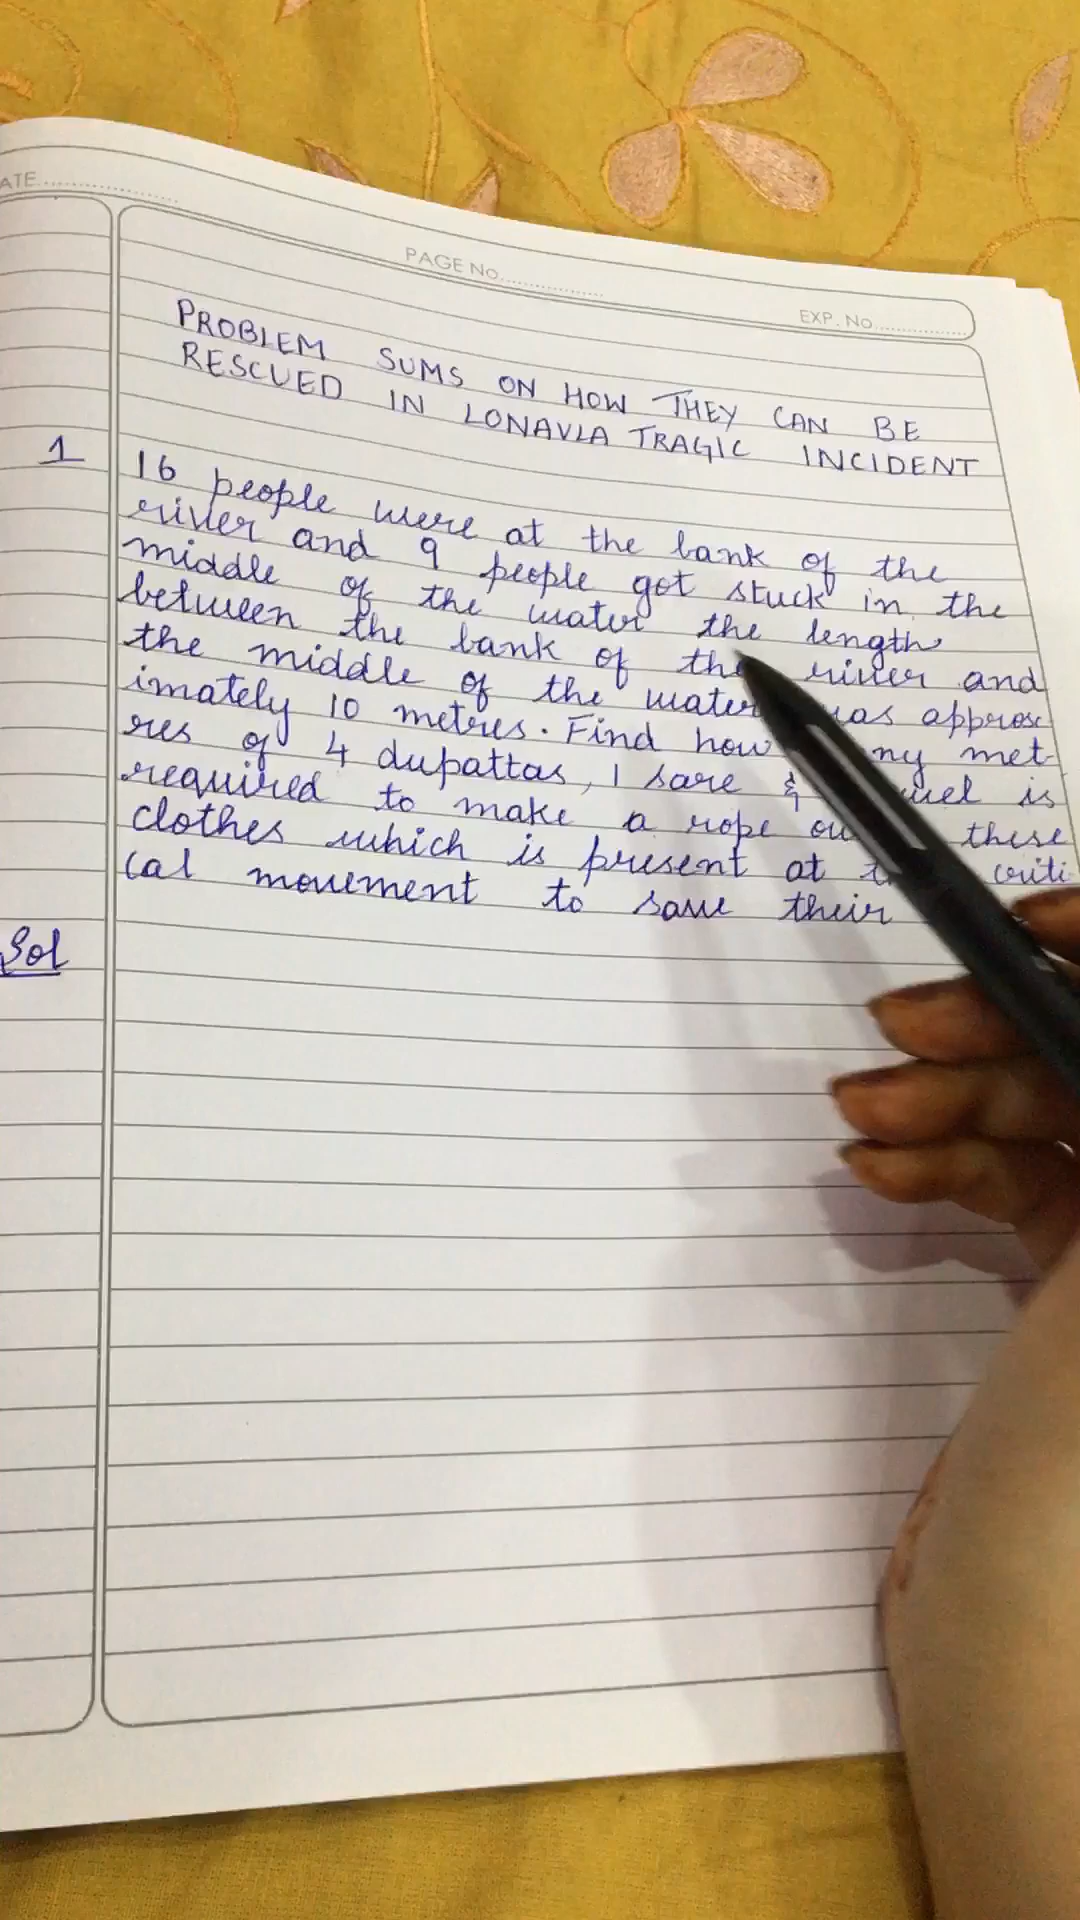 ATE
PAGE No.
EXP. No.
PROBLEM SUMS ON HOW THEY CAN BE
RESCUED IN LONAVLA TRAGIC INCIDENT
1
16 people were at the bank of the
river and 9 people got stuck in the
middle of the water the length
between the bank of the river and
the middle of the water was approx
imately 10 metres. Find how met-
res of 4 dupattas, 1 sare & is
required to make a rope these
clothes which is present at criti
cal movement to save their
Sol